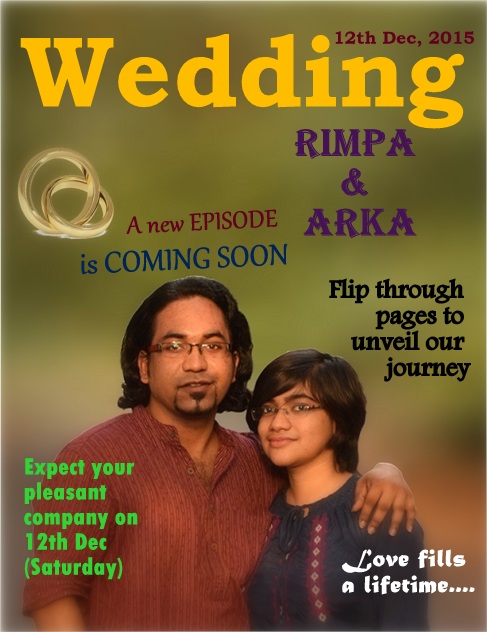 12th Dec, 2015
Wedding
RIMPA
&
ARKA
A new EPISODE
is COMING SOON
Flip through
pages to
unveil our
journey
Expect your
pleasant
company on
12th Dec
(Saturday)
Love fills
a lifetime....